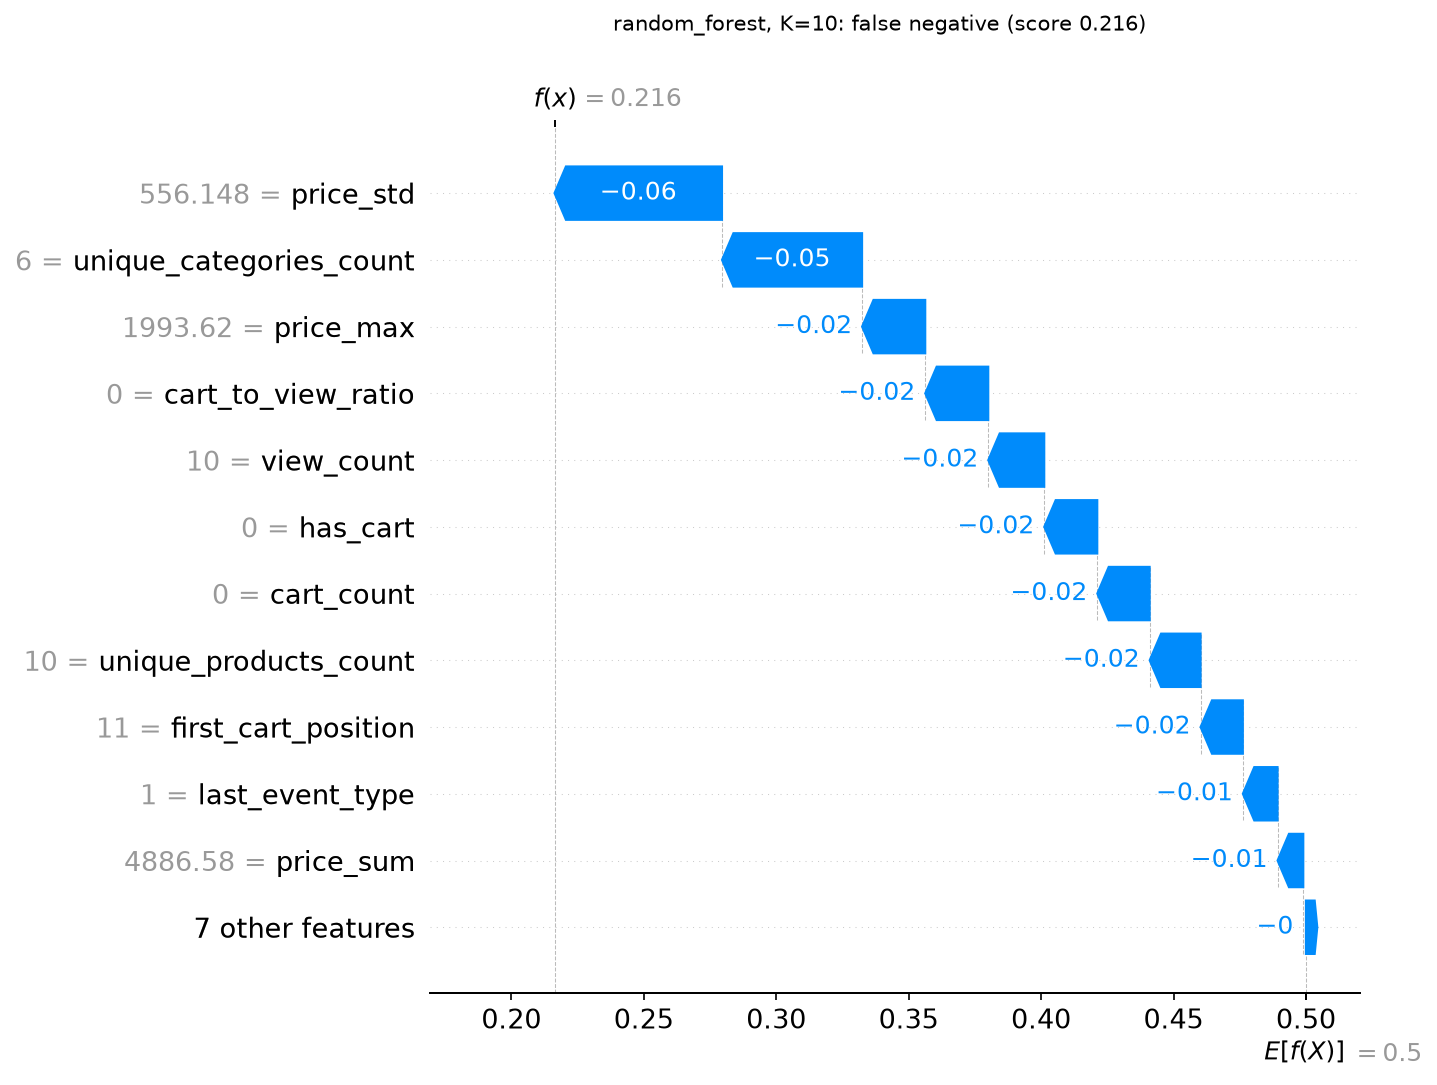 random_forest, K=10: false negative (score 0.216)
f(x) = 0.216
556.148 = price_std −0.06
6 = unique_categories_count −0.05
1993.62 = price_max −0.02
0 = cart_to_view_ratio −0.02
10 = view_count −0.02
0 = has_cart −0.02
0 = cart_count −0.02
10 = unique_products_count −0.02
11 = first_cart_position −0.02
1 = last_event_type −0.01
4886.58 = price_sum −0.01
7 other features −0
0.20 0.25 0.30 0.35 0.40 0.45 0.50
E[f(X)] = 0.5